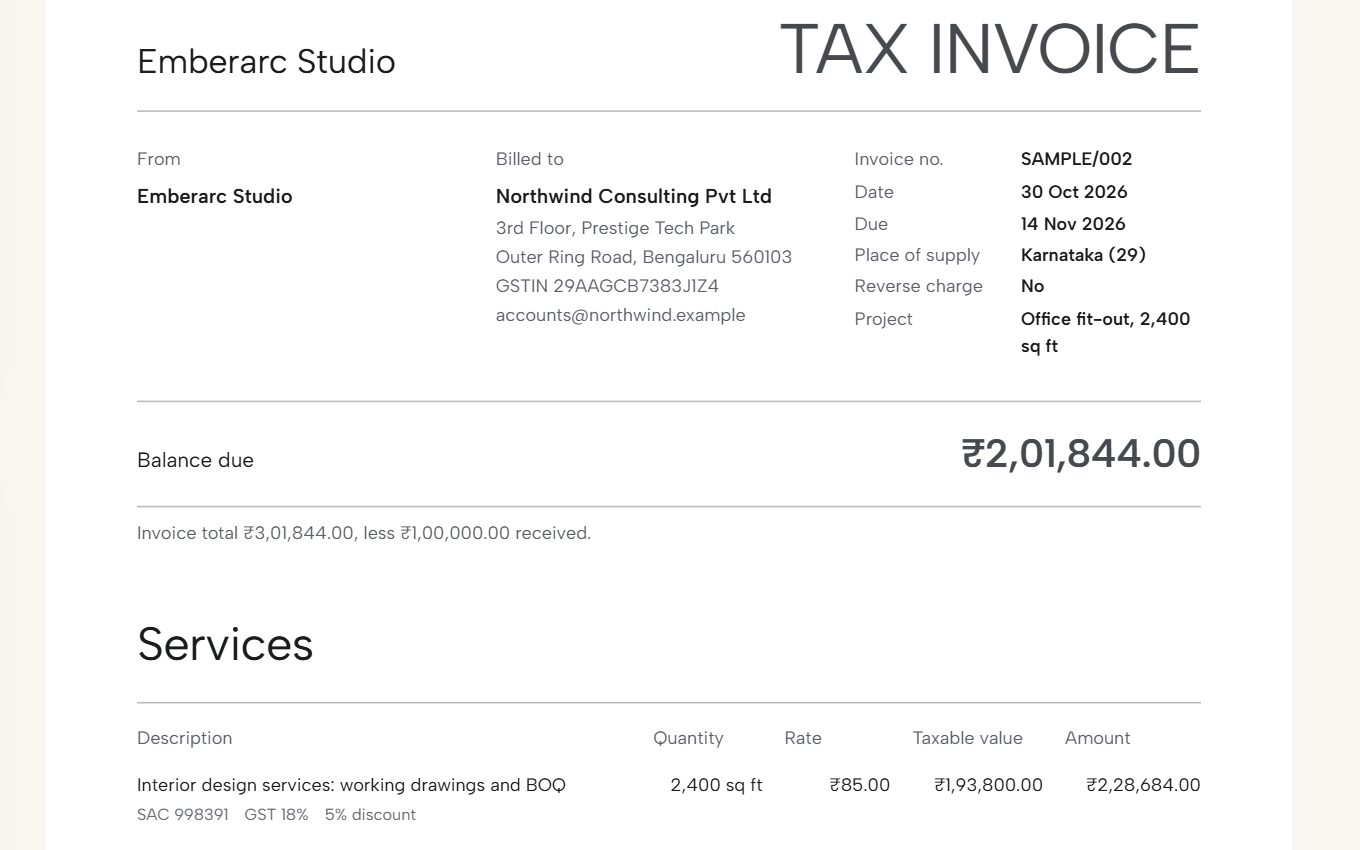 Emberarc Studio
TAX INVOICE
From
Emberarc Studio
Billed to
Northwind Consulting Pvt Ltd
3rd Floor, Prestige Tech Park
Outer Ring Road, Bengaluru 560103
GSTIN 29AAGCB7383J1Z4
accounts@northwind.example
Invoice no. SAMPLE/002
Date 30 Oct 2026
Due 14 Nov 2026
Place of supply Karnataka (29)
Reverse charge No
Project Office fit-out, 2,400
sq ft
Balance due ₹2,01,844.00
Invoice total ₹3,01,844.00, less ₹1,00,000.00 received.
Services
Description Quantity Rate Taxable value Amount
Interior design services: working drawings and BOQ 2,400 sq ft ₹85.00 ₹1,93,800.00 ₹2,28,684.00
SAC 998391 GST 18% 5% discount